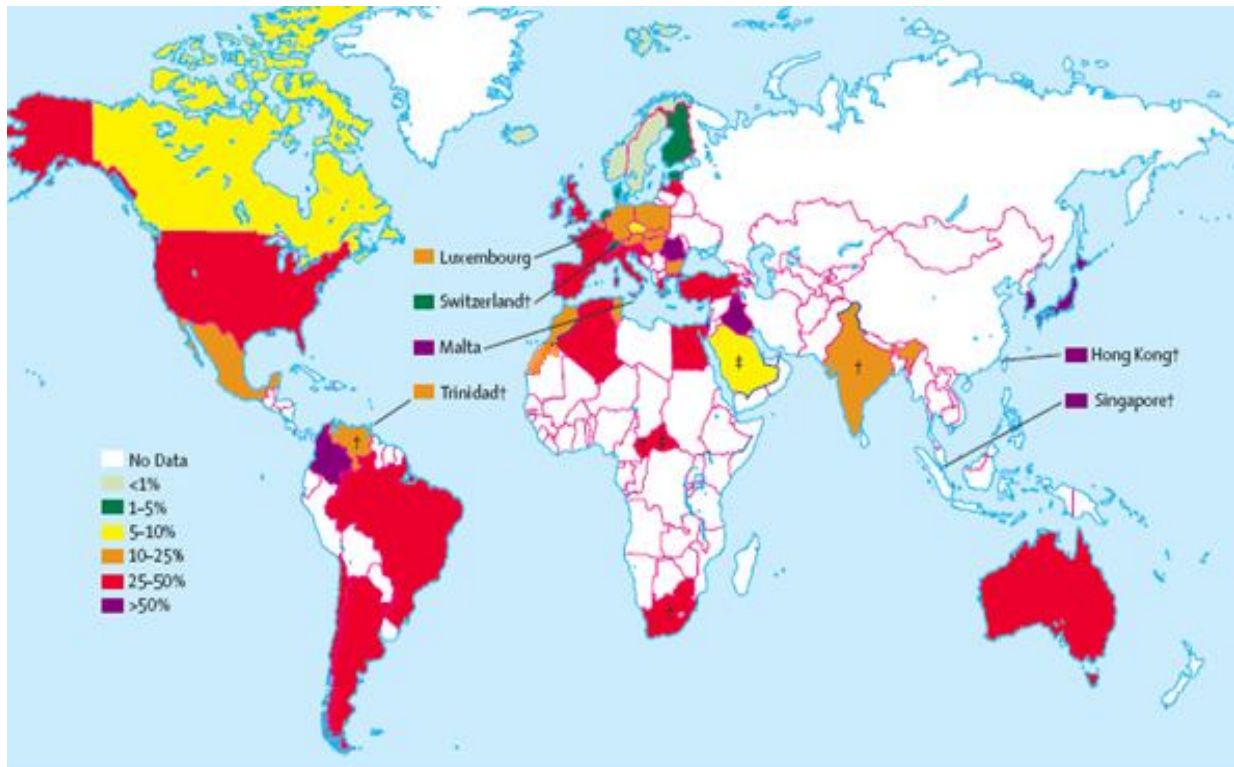 Luxembourg
Switzerland†
Malta
Trinidad†
Hong Kong†
Singapore†
‡
†
†
No Data
<1%
1–5%
5–10%
10–25%
25–50%
>50%